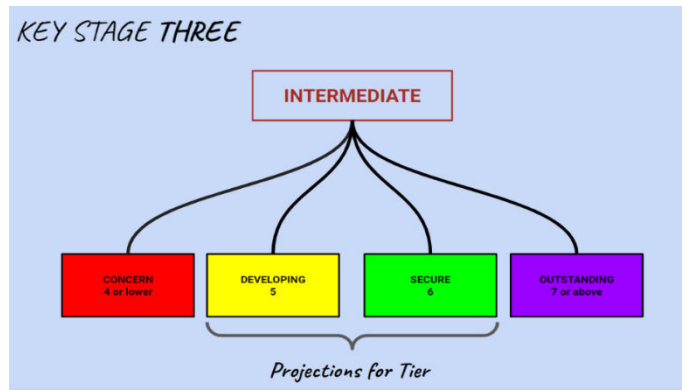 KEY STAGE THREE
INTERMEDIATE
CONCERN
4 or lower
DEVELOPING
5
SECURE
6
OUTSTANDING
7 or above
Projections for Tier